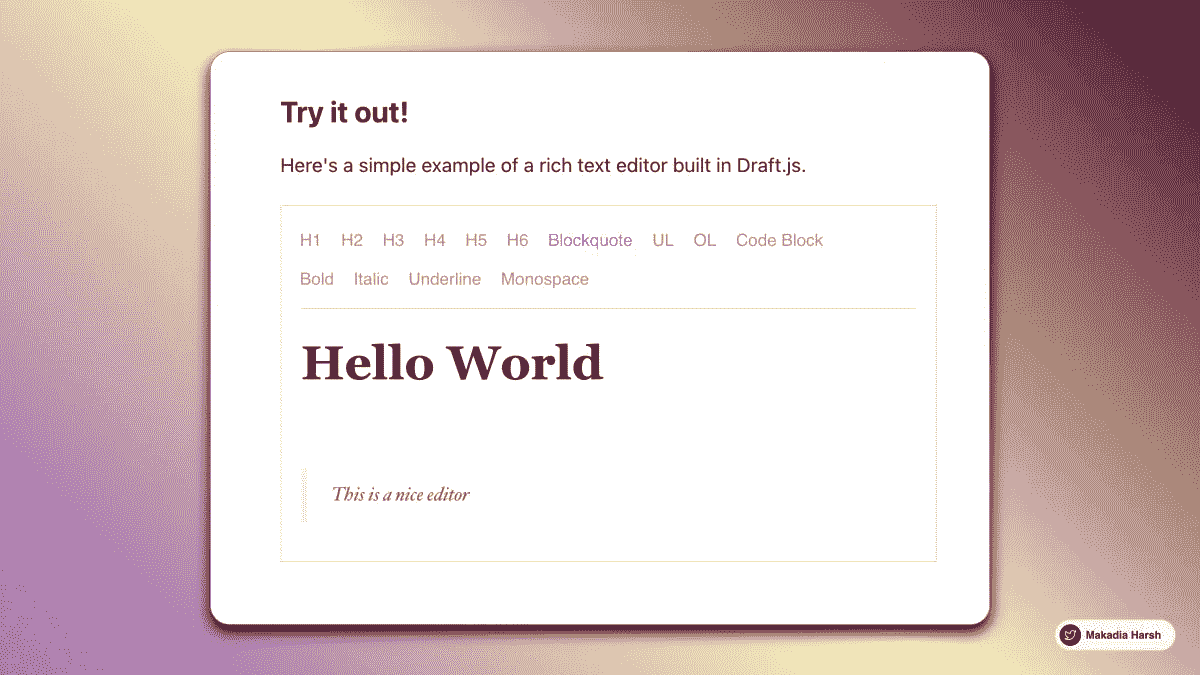 Try it out!
Here's a simple example of a rich text editor built in Draft.js.
H1 H2 H3 H4 H5 H6 Blockquote UL OL Code Block
Bold Italic Underline Monospace
Hello World
This is a nice editor
Makadia Harsh